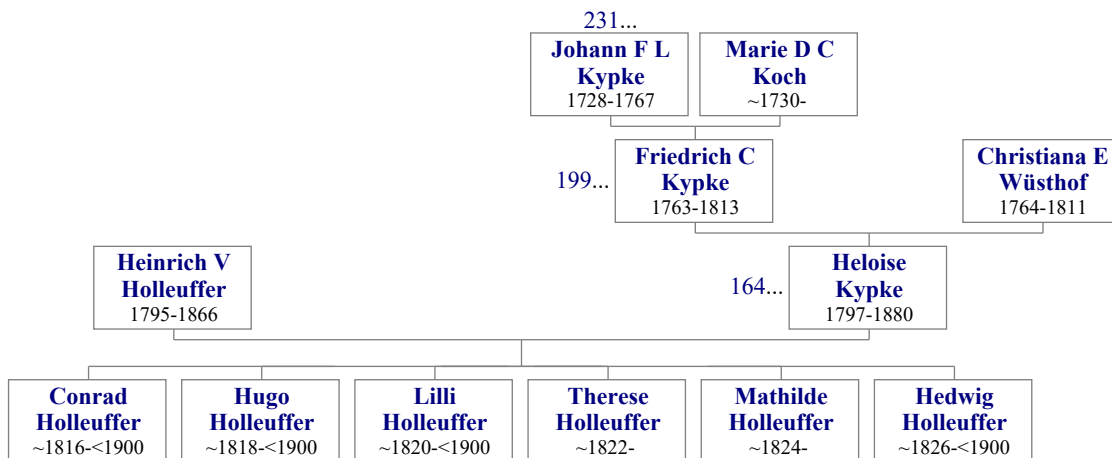 231...
Johann F L
Kypke
1728-1767
Marie D C
Koch
~1730-
199...
Friedrich C
Kypke
1763-1813
Christiana E
Wüsthof
1764-1811
Heinrich V
Holleuffer
1795-1866
164...
Heloise
Kypke
1797-1880
Conrad
Holleuffer
~1816-<1900
Hugo
Holleuffer
~1818-<1900
Lilli
Holleuffer
~1820-<1900
Therese
Holleuffer
~1822-
Mathilde
Holleuffer
~1824-
Hedwig
Holleuffer
~1826-<1900